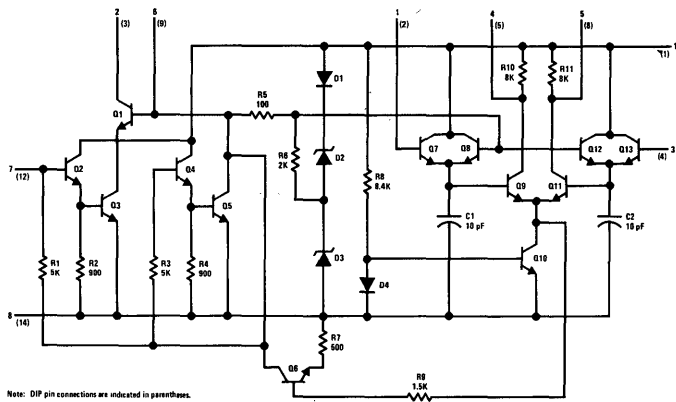 2
(3)
6
(9)
4
(5)
1
(2)
5
(8)
(1)
Q1
R5
100
D1
R10
8K
R11
8K
Q7
Q8
Q12
Q13
3
(4)
7
(12)
Q2
Q4
R6
2K
D2
R8
8.4K
Q3
Q5
Q9
Q11
C1
10 pF
C2
10 pF
R1
5K
R2
900
R3
5K
R4
900
D3
Q10
D4
8
(14)
R7
600
Q6
R9
1.5K
Note: DIP pin connections are indicated in parentheses.